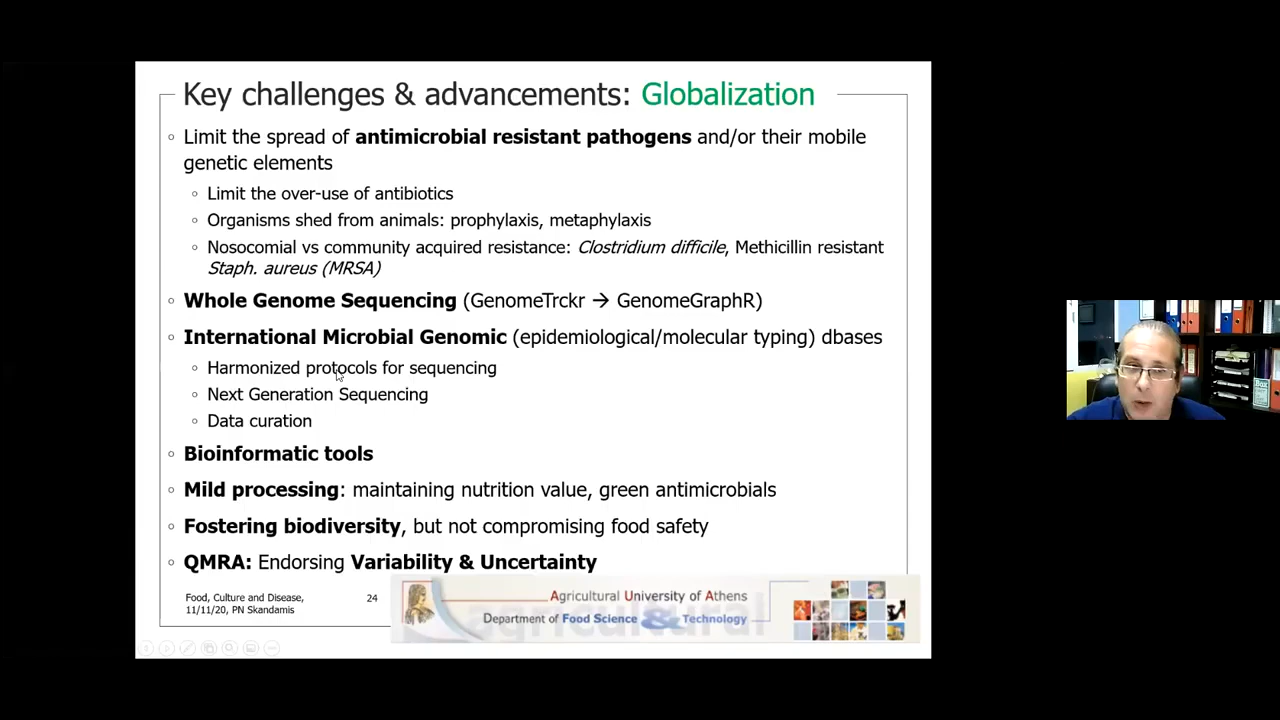 Key challenges & advancements: Globalization
Limit the spread of antimicrobial resistant pathogens and/or their mobile
genetic elements
Limit the over-use of antibiotics
Organisms shed from animals: prophylaxis, metaphylaxis
Nosocomial vs community acquired resistance: Clostridium difficile, Methicillin resistant
Staph. aureus (MRSA)
Whole Genome Sequencing (GenomeTrckr → GenomeGraphR)
International Microbial Genomic (epidemiological/molecular typing) dbases
Harmonized protocols for sequencing
Next Generation Sequencing
Data curation
Bioinformatic tools
Mild processing: maintaining nutrition value, green antimicrobials
Fostering biodiversity, but not compromising food safety
QMRA: Endorsing Variability & Uncertainty
Food, Culture and Disease,
11/11/20, PN Skandamis
24
Agricultural University of Athens
Department of Food Science & Technology
agricultural
Box